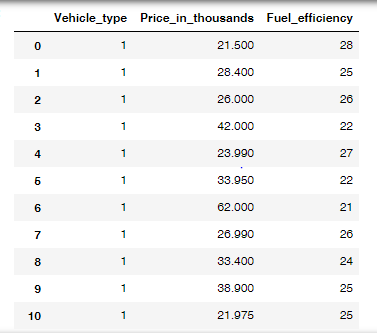 Vehicle_type Price_in_thousands Fuel_efficiency
0 1 21.500 28
1 1 28.400 25
2 1 26.000 26
3 1 42.000 22
4 1 23.990 27
5 1 33.950 22
6 1 62.000 21
7 1 26.990 26
8 1 33.400 24
9 1 38.900 25
10 1 21.975 25